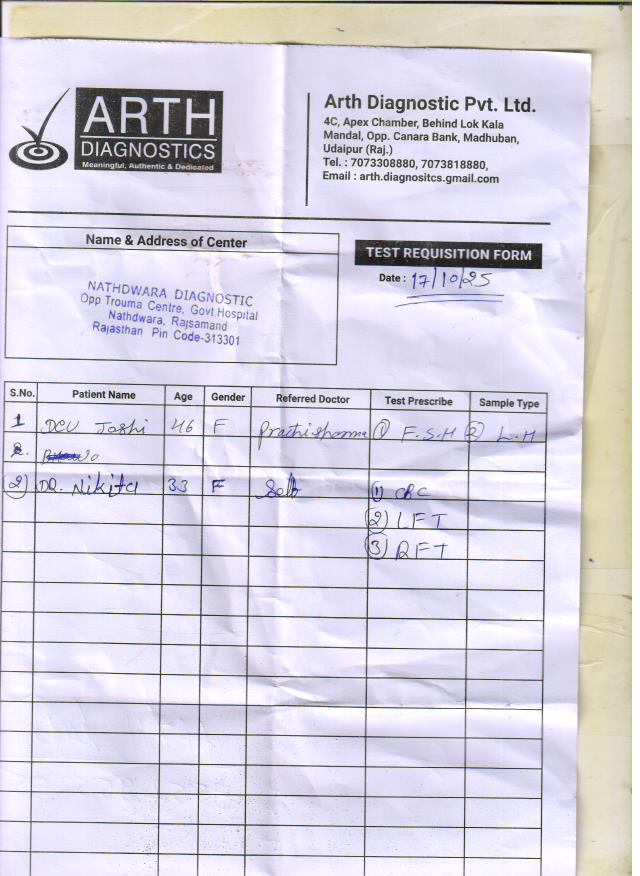 ARTH
DIAGNOSTICS
Meaningful, Authentic & Dedicated
Arth Diagnostic Pvt. Ltd.
4C, Apex Chamber, Behind Lok Kala
Mandal, Opp. Canara Bank, Madhuban,
Udaipur (Raj.)
Tel. : 7073308880, 7073818880,
Email : arth.diagnositcs.gmail.com
Name & Address of Center
NATHDWARA DIAGNOSTIC
Opp Trouma Centre, Govt.Hospital
Nathdwara, Rajsamand
Rajasthan Pin Code-313301
TEST REQUISITION FORM
Date : 17/10/25
S.No. Patient Name Age Gender Referred Doctor Test Prescribe Sample Type
1 Joshi 46 F ① F.S.H ② L.H
2.
② DR. Nikita 33 F Self ① CBC
② LFT
③ RFT